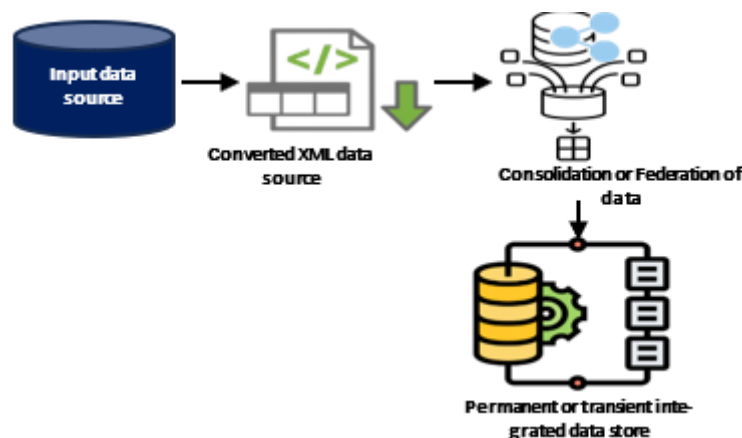 Input data
source
</>
Converted XML data
source
Consolidation or Federation of
data
Permanent or transient inte-
grated data store